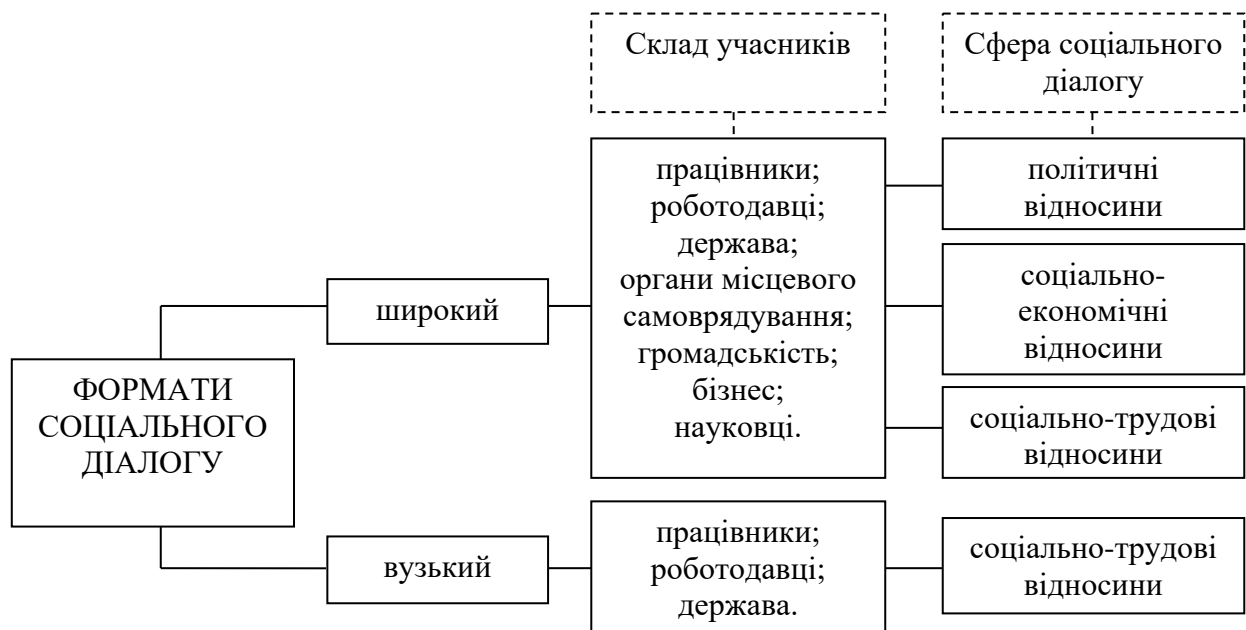 Склад учасників
Сфера соціального
діалогу
працівники;
роботодавці;
держава;
органи місцевого
самоврядування;
громадськість;
бізнес;
науковці.
політичні
відносини
соціально-
економічні
відносини
соціально-трудові
відносини
широкий
ФОРМАТИ
СОЦІАЛЬНОГО
ДІАЛОГУ
вузький
працівники;
роботодавці;
держава.
соціально-трудові
відносини